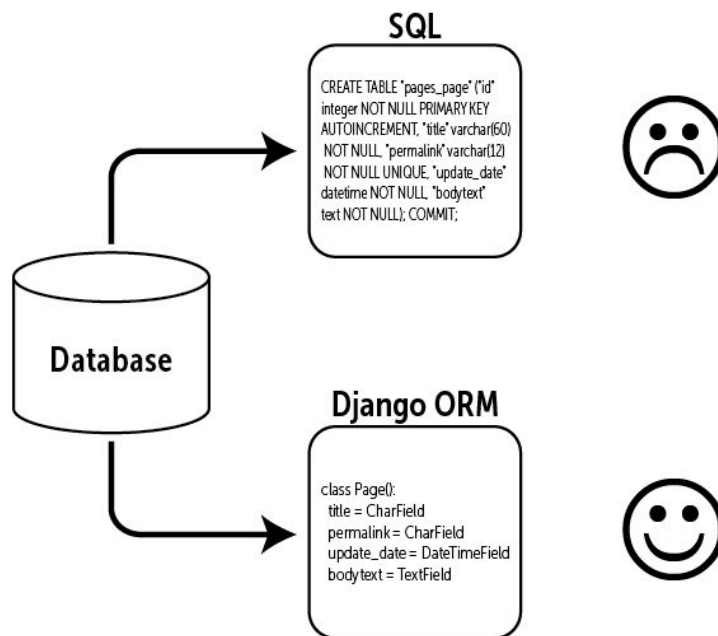 SQL
CREATE TABLE "pages_page" ("id"
integer NOT NULL PRIMARY KEY
AUTOINCREMENT, "title" varchar(60)
NOT NULL, "permalink" varchar(12)
NOT NULL UNIQUE, "update_date"
datetime NOT NULL, "bodytext"
text NOT NULL); COMMIT;
Database
Django ORM
class Page():
title = CharField
permalink = CharField
update_date = DateTimeField
bodytext = TextField